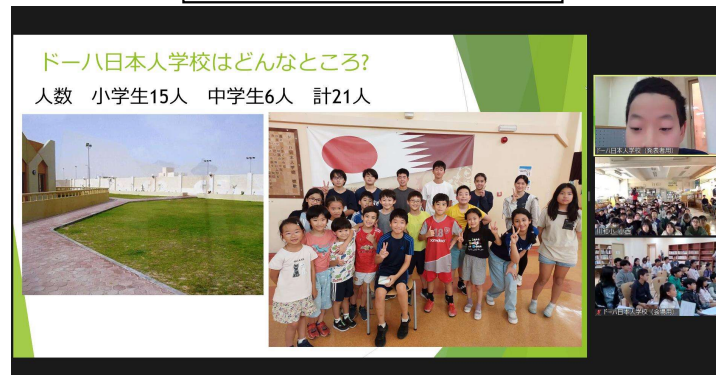 ドーハ日本人学校はどんなところ?
人数 小学生15人 中学生6人 計21人
ドーハ日本人学校(発表者用)
ドーハ日本人学校(会場用)